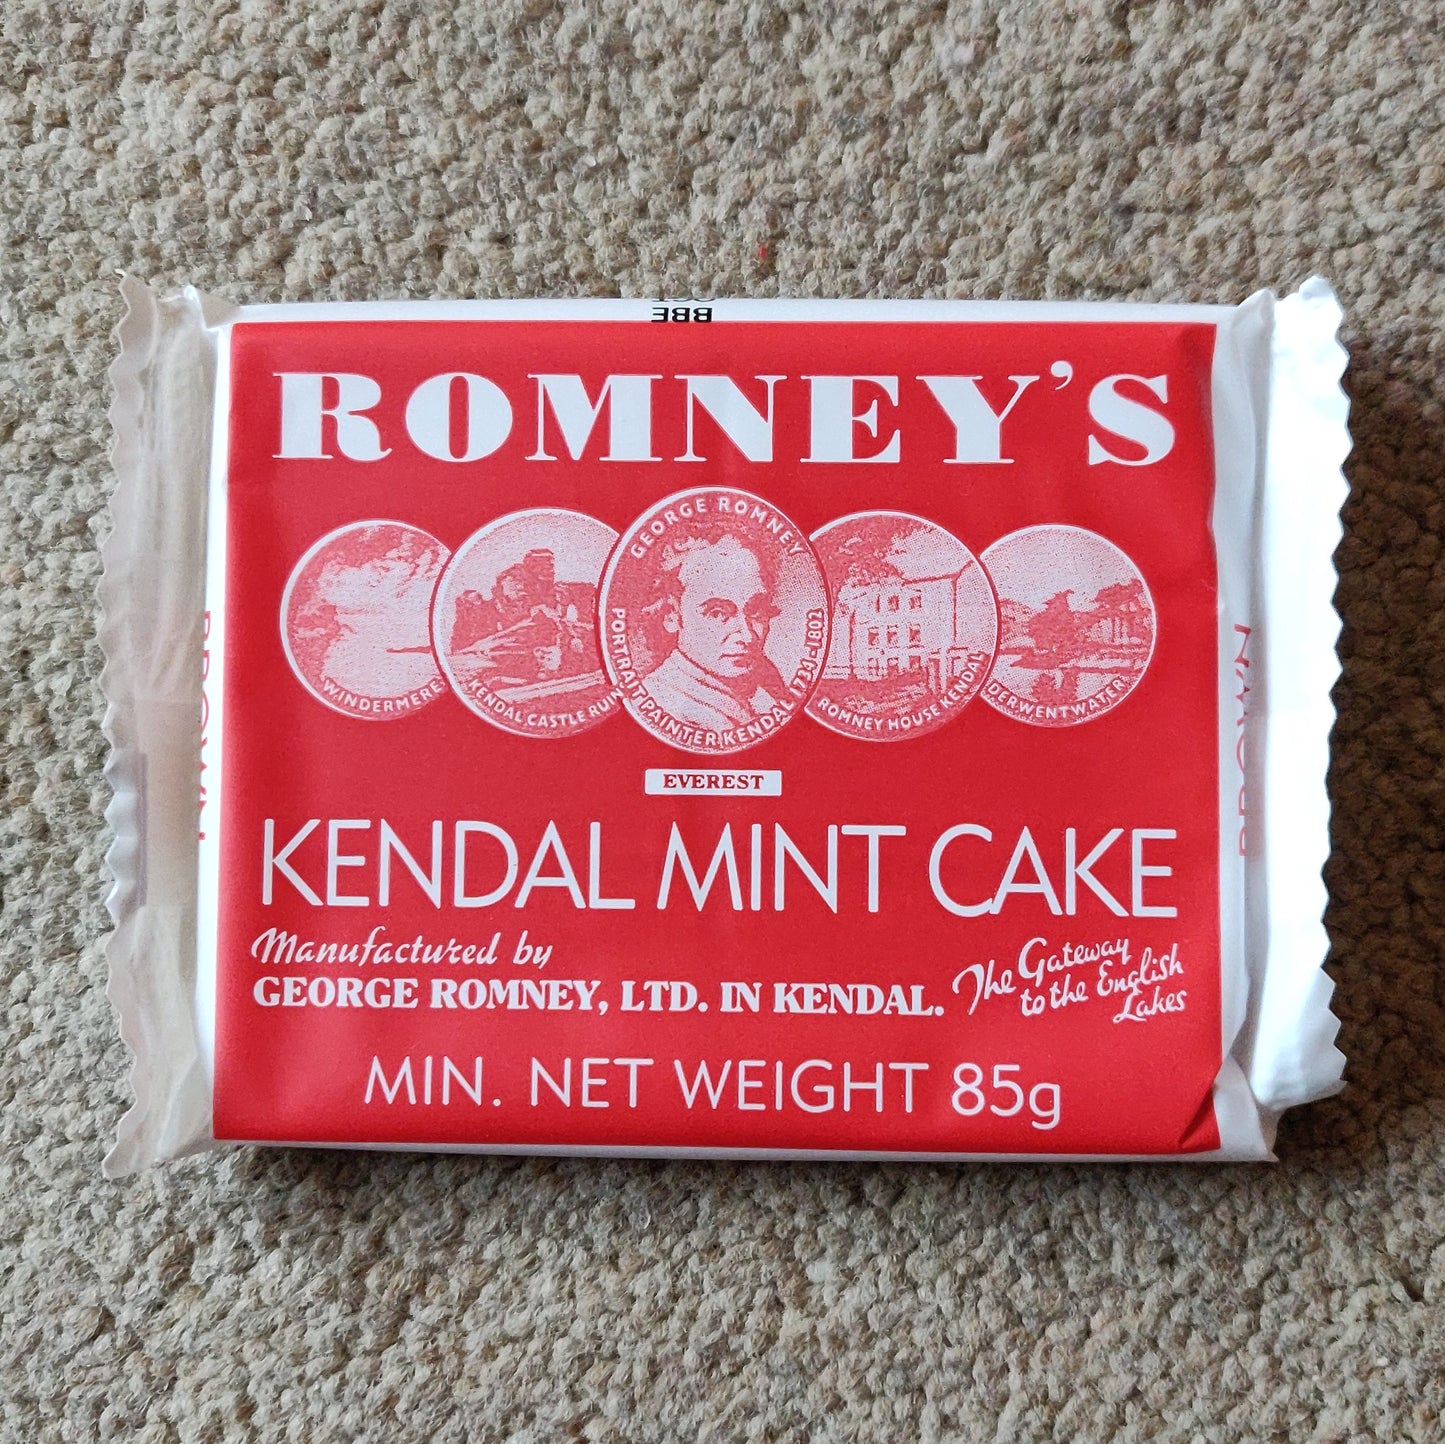 BBE
ROMNEY'S
WINDERMERE
KENDAL CASTLE RUIN
GEORGE ROMNEY
PORTRAIT PAINTER KENDAL 1734-1802
ROMNEY HOUSE KENDAL
DERWENTWATER
EVEREST
KENDAL MINT CAKE
Manufactured by
GEORGE ROMNEY, LTD. IN KENDAL.
The Gateway
to the English
Lakes
MIN. NET WEIGHT 85g
BROWN
BROWN